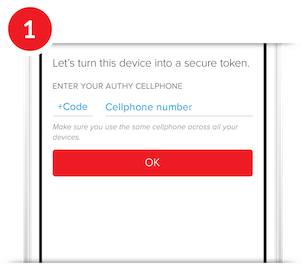 1
Let's turn this device into a secure token.
ENTER YOUR AUTHY CELLPHONE
+Code Cellphone number
Make sure you use the same cellphone across all your
devices.
OK